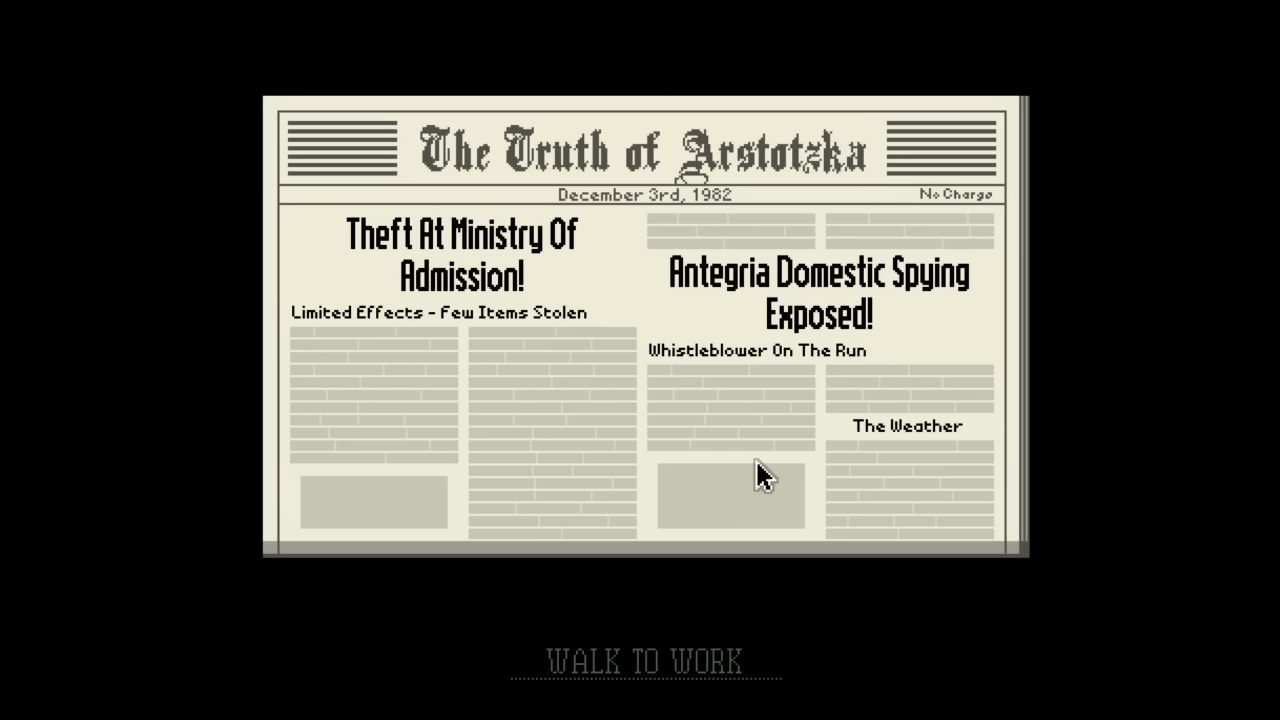 The Truth of Arstotzka
December 3rd, 1982
No Charge
Theft At Ministry Of
Admission!
Limited Effects - Few Items Stolen
Antegria Domestic Spying
Exposed!
Whistleblower On The Run
The Weather
WALK TO WORK